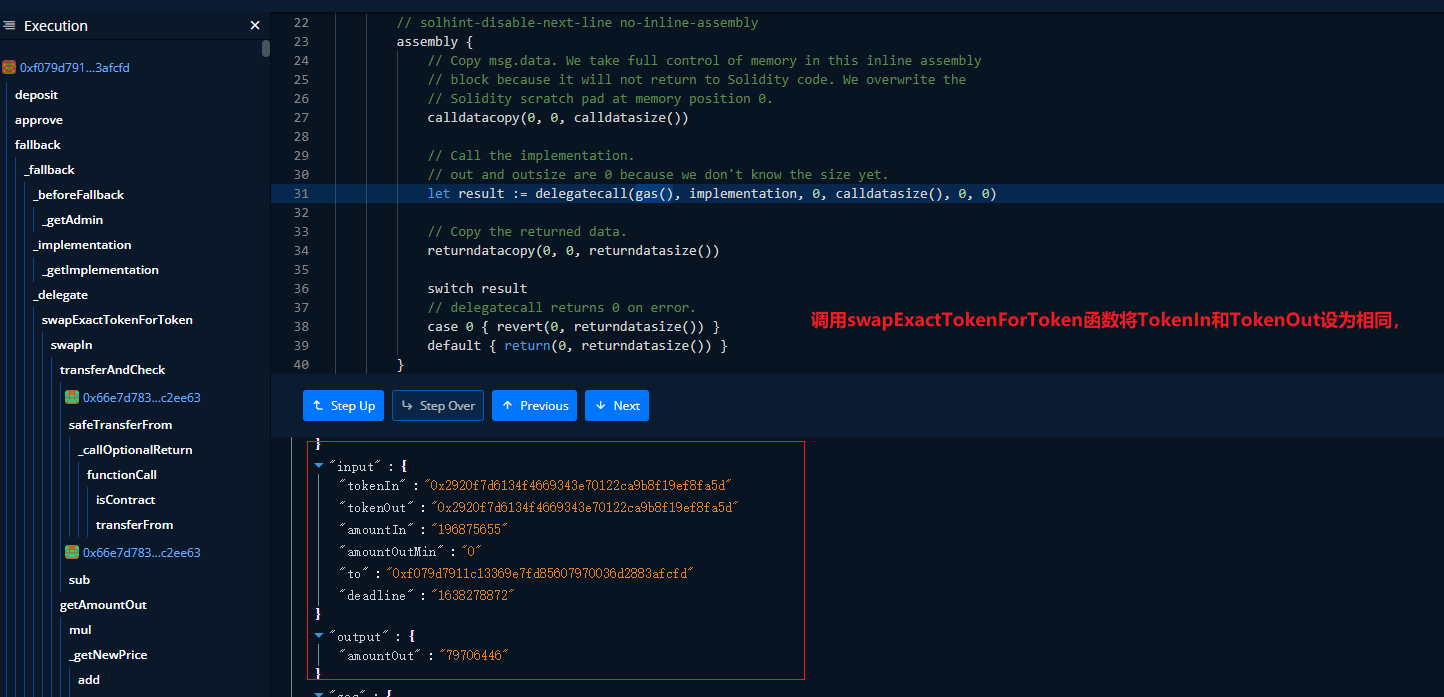 Execution
0xf079d791...3afcfd
deposit
approve
fallback
_fallback
_beforeFallback
_getAdmin
_implementation
_getImplementation
_delegate
swapExactTokenForToken
swapIn
transferAndCheck
0x66e7d783...c2ee63
safeTransferFrom
_callOptionalReturn
functionCall
isContract
transferFrom
0x66e7d783...c2ee63
sub
getAmountOut
mul
_getNewPrice
add
22 // solhint-disable-next-line no-inline-assembly
23 assembly {
24 // Copy msg.data. We take full control of memory in this inline assembly
25 // block because it will not return to Solidity code. We overwrite the
26 // Solidity scratch pad at memory position 0.
27 calldatacopy(0, 0, calldatasize())
28
29 // Call the implementation.
30 // out and outsize are 0 because we don't know the size yet.
31 let result := delegatecall(gas(), implementation, 0, calldatasize(), 0, 0)
32
33 // Copy the returned data.
34 returndatacopy(0, 0, returndatasize())
35
36 switch result
37 // delegatecall returns 0 on error.
38 case 0 { revert(0, returndatasize()) }
39 default { return(0, returndatasize()) }
40 }
调用swapExactTokenForToken函数将TokenIn和TokenOut设为相同，
Step Up Step Over Previous Next
}
"input" : {
"tokenIn" : "0x2920f7d6134f4669343e70122ca9b8f19ef8fa5d"
"tokenOut" : "0x2920f7d6134f4669343e70122ca9b8f19ef8fa5d"
"amountIn" : "196875655"
"amountOutMin" : "0"
"to" : "0xf079d7911c13369e7fd85607970036d2883afcfd"
"deadline" : "1638278872"
}
"output" : {
"amountOut" : "79706446"
}
"gas" : {